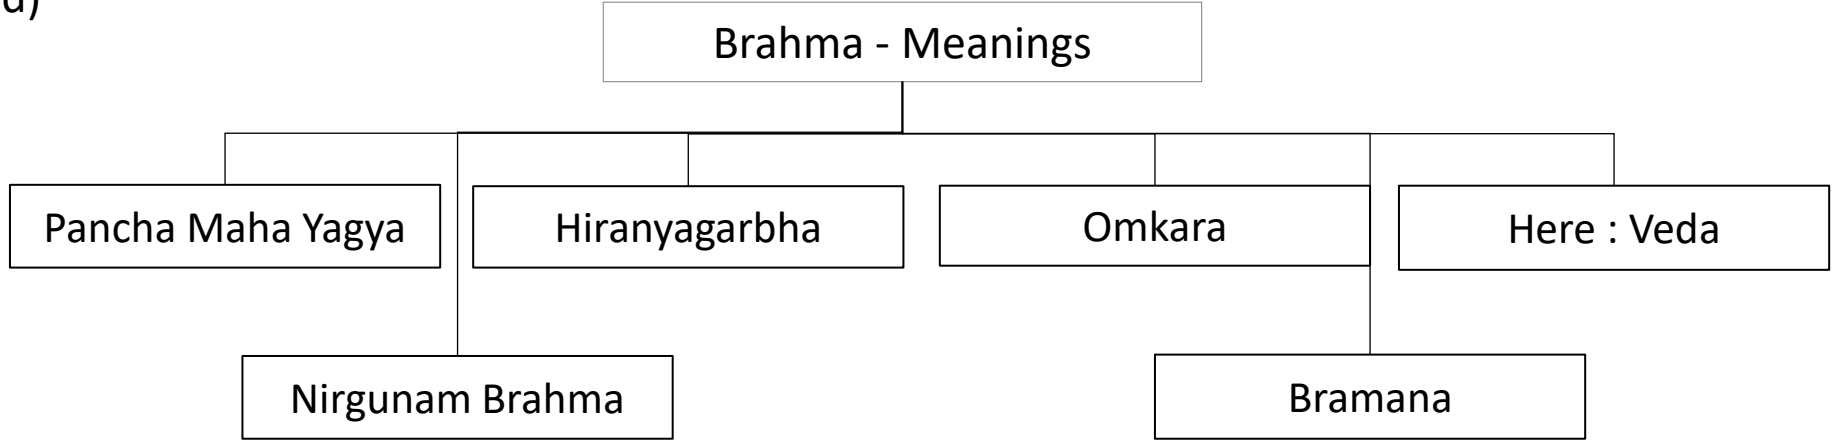 d)
Brahma - Meanings
Pancha Maha Yagya
Hiranyagarbha
Omkara
Here : Veda
Nirgunam Brahma
Bramana